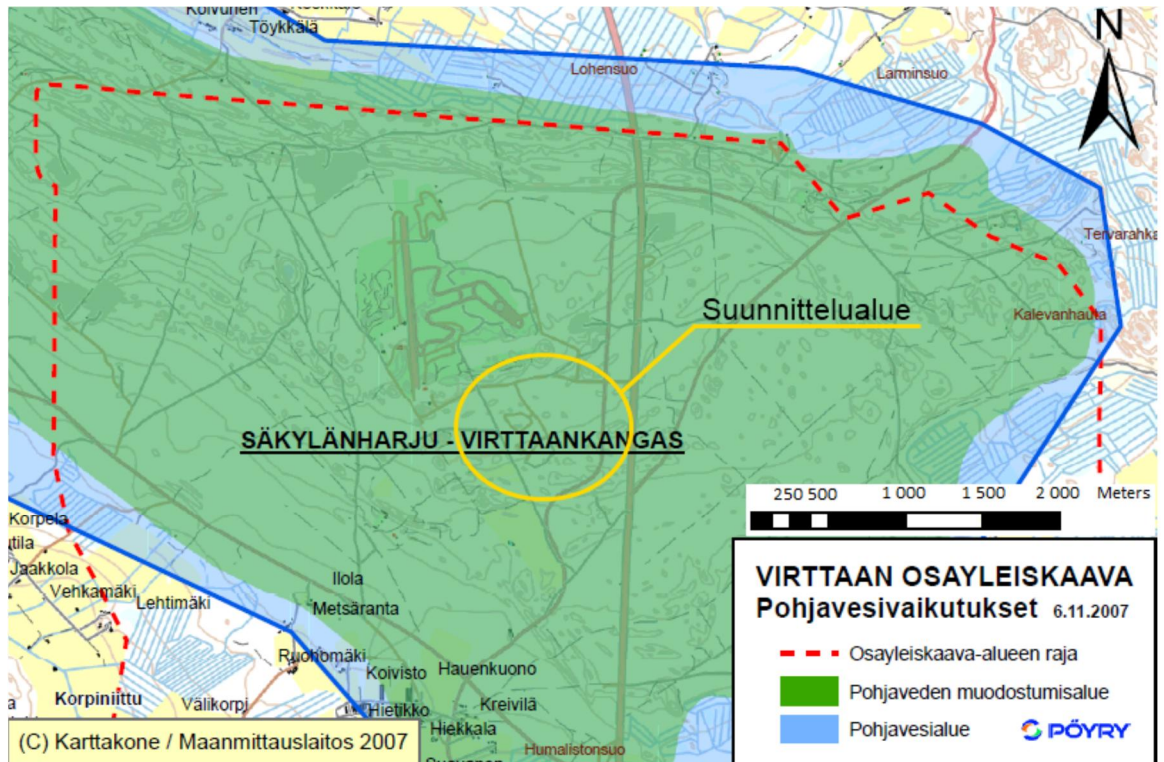 Koivunen
Töykkälä
N
Lohensuo
Larminsuo
Tervarahka
Kalevanhauta
Suunnittelualue
SÄKYLÄNHARJU - VIRTTAANKANGAS
250 500 1 000 1 500 2 000 Meters
Korpela
utila
Jaakkola
Vehkamäki
Lehtimäki
Ilola
Metsäranta
Ruohomäki
Koivisto
Hauenkuono
Korpiniittu
Välikorpi
Hietikko
Kreivilä
Hiekkala
Humalistonsuo
VIRTTAAN OSAYLEISKAAVA
Pohjavesivaikutukset 6.11.2007
Osayleiskaava-alueen raja
Pohjaveden muodostumisalue
Pohjavesialue
PÖYRY
(C) Karttakone / Maanmittauslaitos 2007